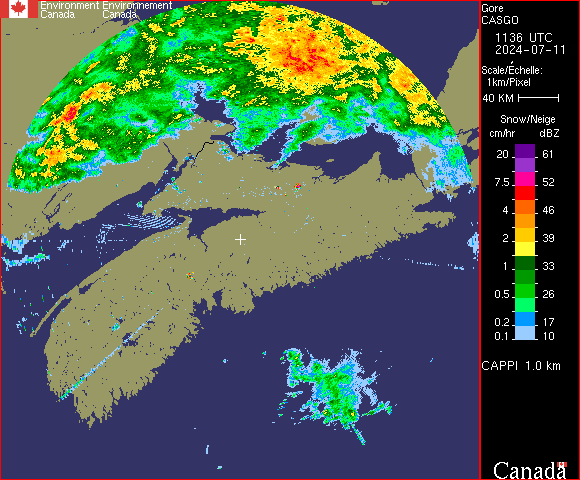 Environment Environnement
Canada Canada
Gore
CASGO
1136 UTC
2024-07-11
Scale/Échelle:
1km/Pixel
40 KM
Snow/Neige
cm/hr dBZ
20 61
7.5 52
4 46
2 39
1 33
0.5 26
0.2 17
0.1 10
CAPPI 1.0 km
Canada